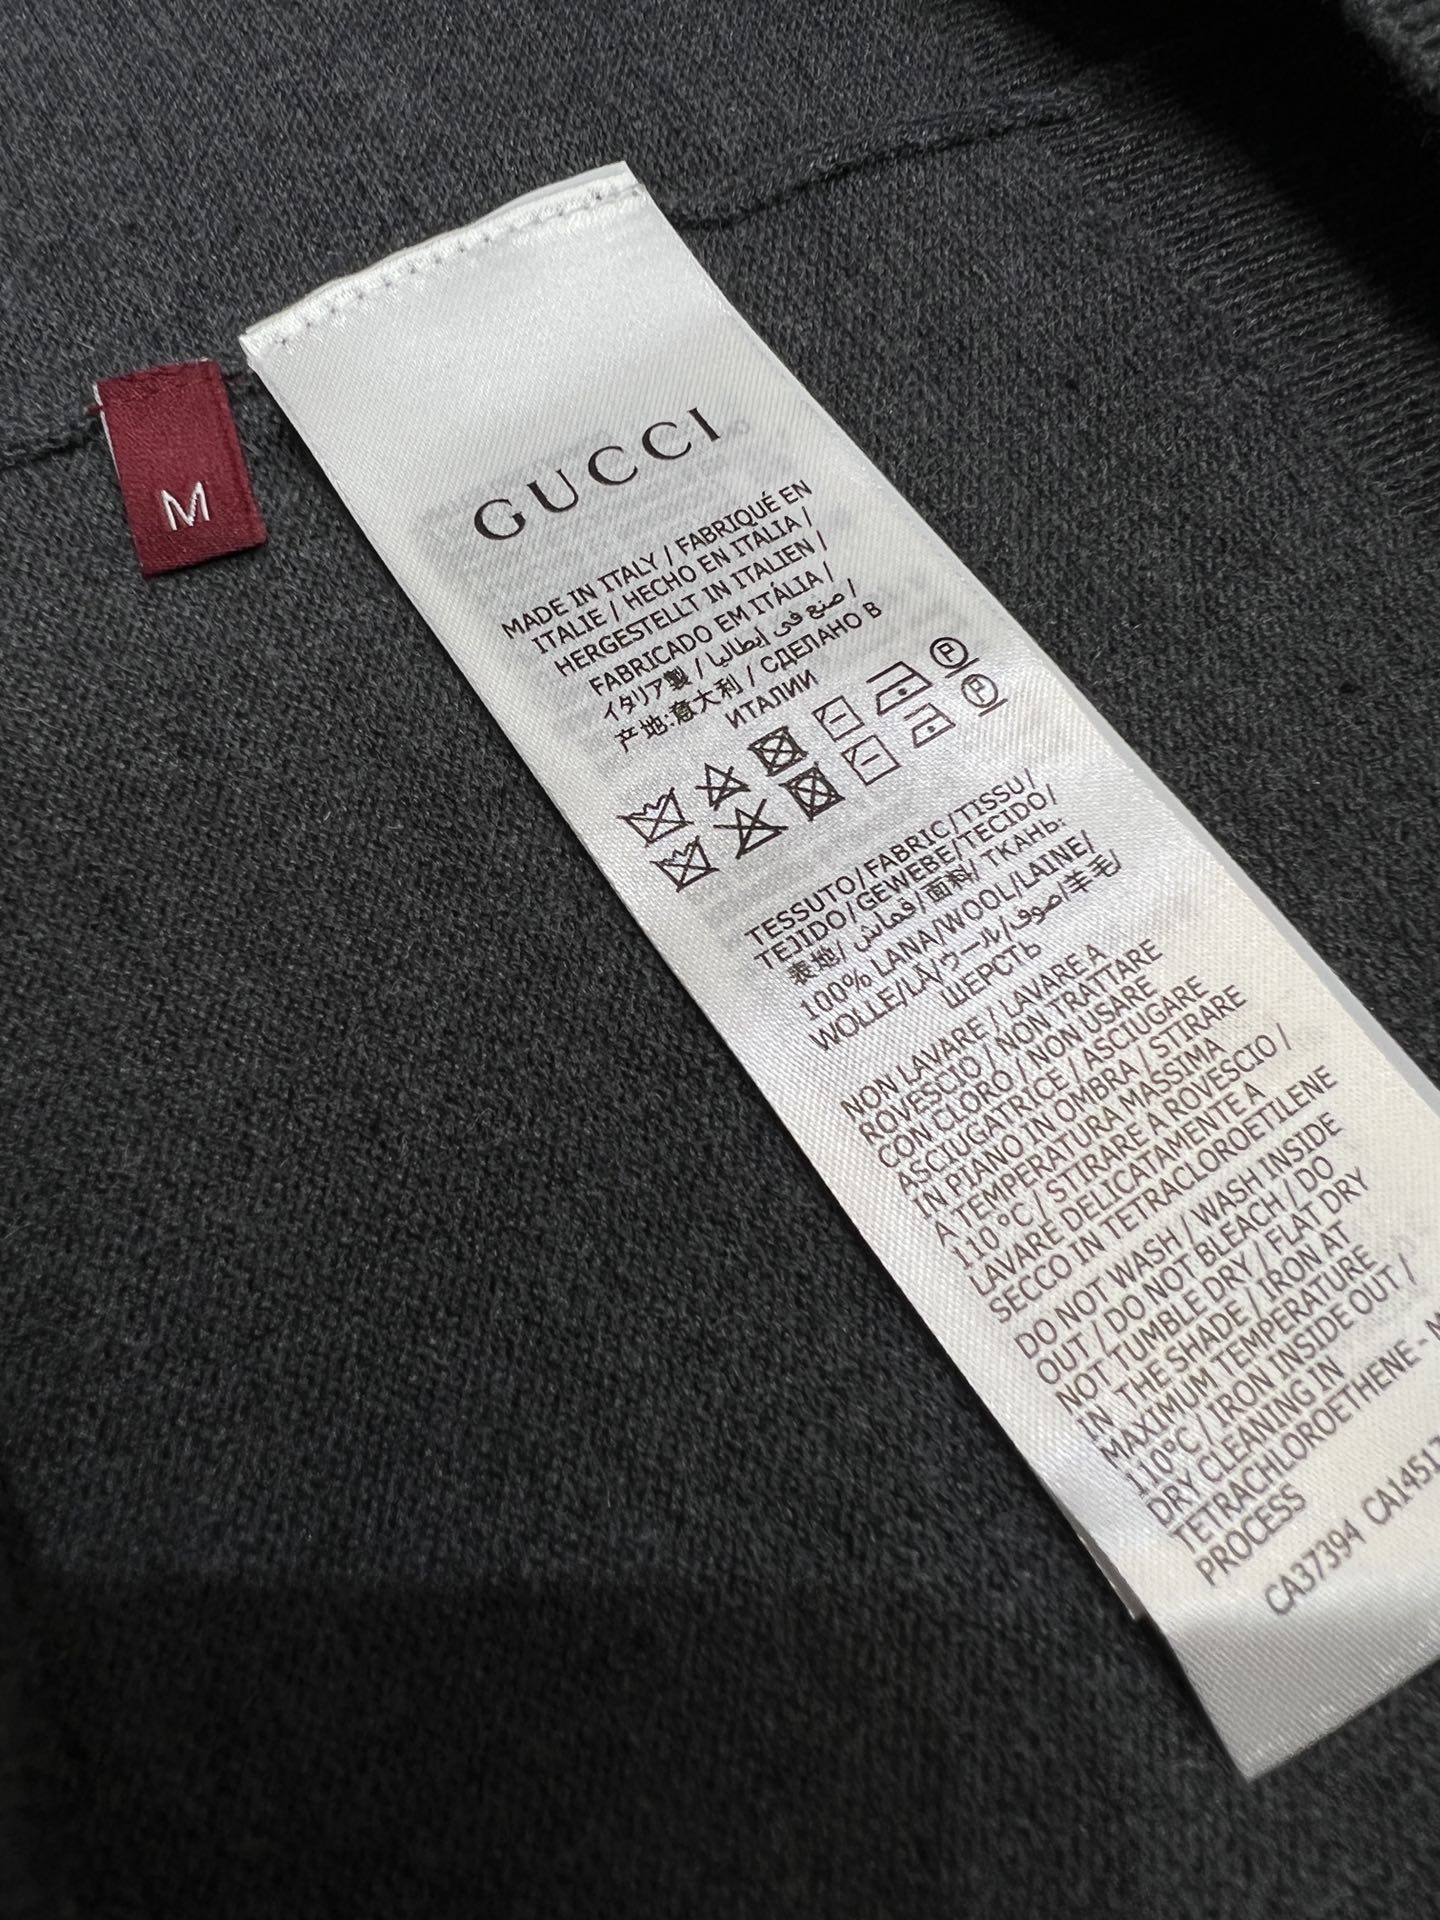 M
GUCCI
MADE IN ITALY / FABRIQUÉ EN
ITALIE / HECHO EN ITALIA /
HERGESTELLT IN ITALIEN /
FABRICADO EM ITÁLIA /
イタリア製 / صنع في إيطاليا /
产地:意大利 / СДЕЛАНО В
ИТАЛИИ
TESSUTO/FABRIC/TISSU/
TEJIDO/GEWEBE/TECIDO/
表地/ قماش/面料/ ТКАНЬ:
100% LANA/WOOL/LAINE/
WOLLE/LÃ/ウール/صوف/羊毛/
ШЕРСТЬ
NON LAVARE / LAVARE A
ROVESCIO / NON TRATTARE
CON CLORO / NON USARE
ASCIUGATRICE / ASCIUGARE
IN PIANO IN OMBRA / STIRARE
A TEMPERATURA MASSIMA
110°C / STIRARE A ROVESCIO /
LAVARE DELICATAMENTE A
SECCO IN TETRACLOROETILENE
DO NOT WASH / WASH INSIDE
OUT / DO NOT BLEACH / DO
NOT TUMBLE DRY / FLAT DRY
IN THE SHADE / IRON AT
MAXIMUM TEMPERATURE
110°C / IRON INSIDE OUT /
DRY CLEANING IN
TETRACHLOROETHENE - M
PROCESS
CA37394 CA14517